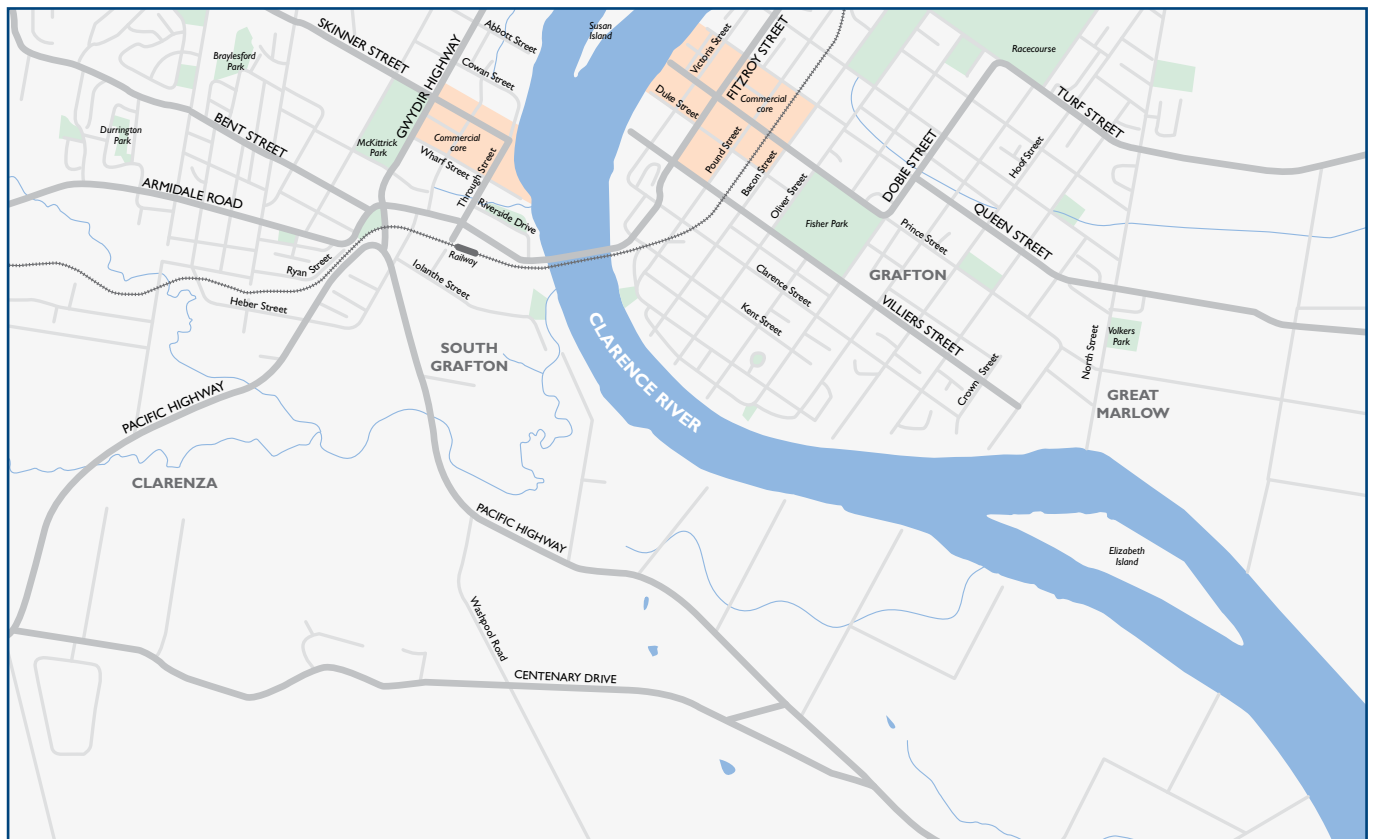 Abbott Street
SKINNER STREET
Susan
Island
Victoria Street
FITZROY STREET
Racecourse
Braylesford
Park
GWYDIR HIGHWAY
Cowan Street
Duke Street
Commercial
core
TURF STREET
BENT STREET
Durrington
Park
McKittrick
Park
Commercial
core
Wharf Street
Through Street
Pound Street
Bacon Street
Oliver Street
DOBIE STREET
Hoof Street
ARMIDALE ROAD
Riverside Drive
Fisher Park
Prince Street
QUEEN STREET
Ryan Street
Railway
Iolanthe Street
Clarence Street
GRAFTON
Heber Street
Kent Street
VILLIERS STREET
CLARENCE RIVER
SOUTH
GRAFTON
North Street
Volkers
Park
Crown Street
PACIFIC HIGHWAY
GREAT
MARLOW
CLARENZA
PACIFIC HIGHWAY
Elizabeth
Island
Washpool Road
CENTENARY DRIVE